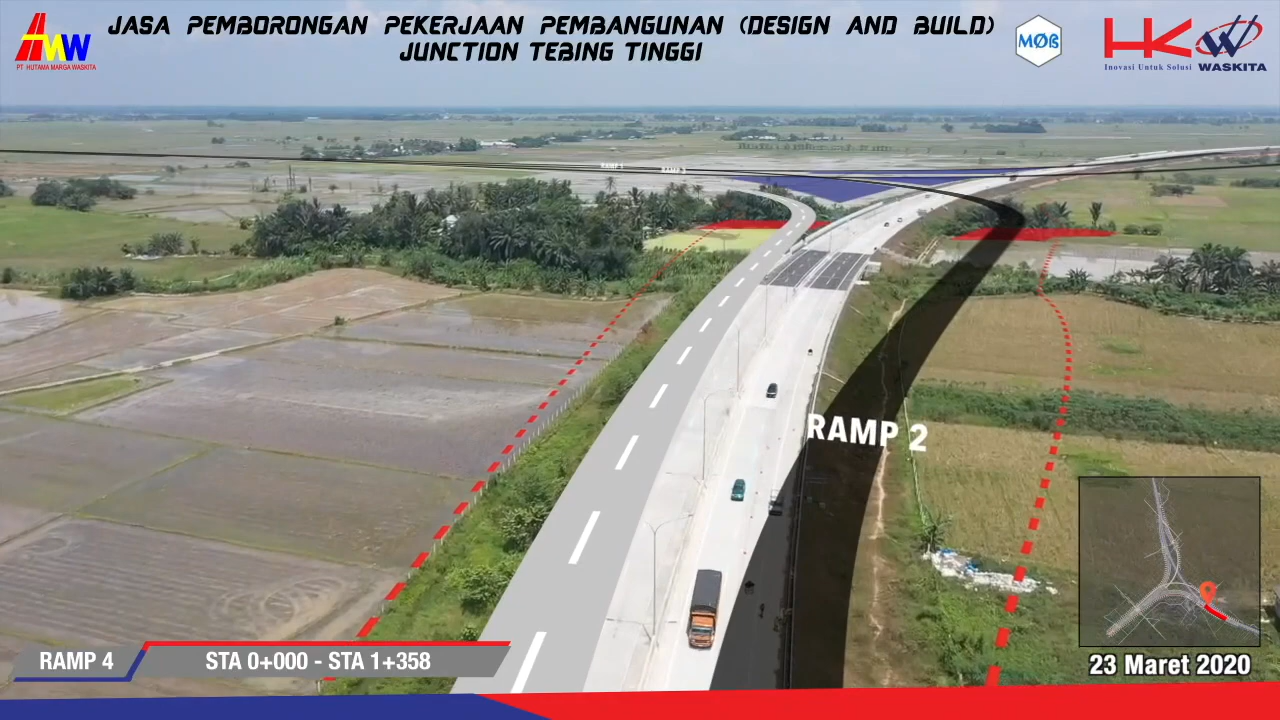 JASA PEMBORONGAN PEKERJAAN PEMBANGUNAN (DESIGN AND BUILD)
JUNCTION TEBING TINGGI
HMW
PT HUTAMA MARGA WASKITA
MØß
HK
Inovasi Untuk Solusi
WASKITA
RAMP 2
RAMP 4
STA 0+000 - STA 1+358
23 Maret 2020